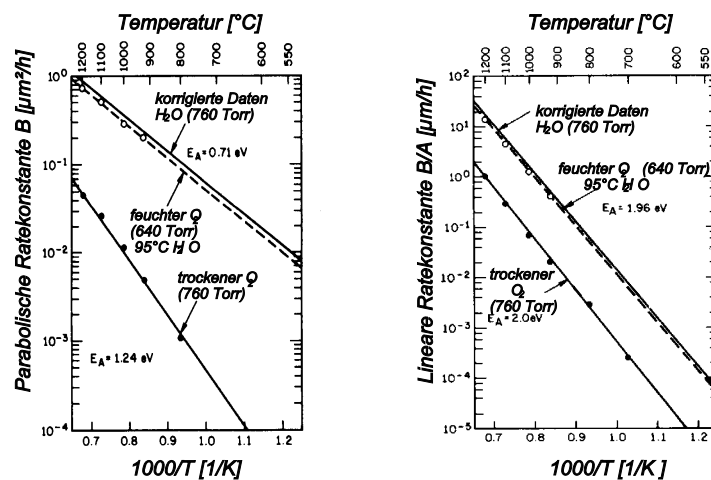 Temperatur [°C]
1200
1100
1000
900
800
700
600
550
10⁰
10⁻¹
10⁻²
10⁻³
10⁻⁴
Parabolische Ratekonstante B [µm²/h]
korrigierte Daten
H₂O (760 Torr)
E_A = 0.71 eV
feuchter O₂
(640 Torr)
95°C H₂O
trockener O₂
(760 Torr)
E_A = 1.24 eV
0.7
0.8
0.9
1.0
1.1
1.2
1000/T [1/K]
Temperatur [°C]
1200
1100
1000
900
800
700
600
550
10²
10¹
10⁰
10⁻¹
10⁻²
10⁻³
10⁻⁴
10⁻⁵
Lineare Ratekonstante B/A [µm/h]
korrigierte Daten
H₂O (760 Torr)
feuchter O₂ (640 Torr)
95°C H₂O
E_A = 1.96 eV
trockener
O₂
(760 Torr)
E_A = 2.0eV
0.7
0.8
0.9
1.0
1.1
1.2
1000/T [1/K]